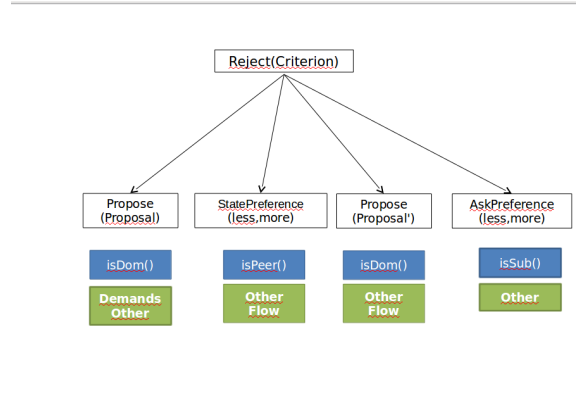 Reject(Criterion)
Propose
(Proposal)
StatePreference
(less,more)
Propose
(Proposal')
AskPreference
(less,more)
isDom()
isPeer()
isDom()
isSub()
Demands
Other
Other
Flow
Other
Flow
Other